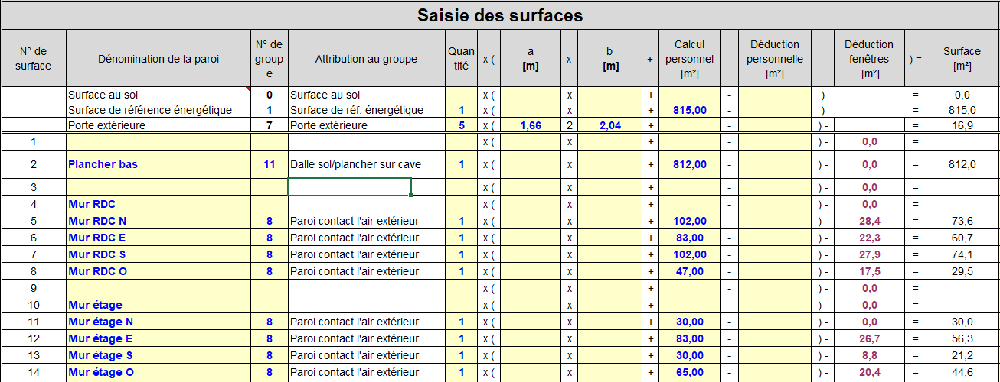 Saisie des surfaces
N° de surface Dénomination de la paroi N° de group e Attribution au groupe Quan tité x ( a [m] x b [m] + Calcul personnel [m²] - Déduction personnelle [m²] - Déduction fenêtres [m²] ) = Surface [m²]
Surface au sol 0 Surface au sol x ( x + - ) = 0,0
Surface de référence énergétique 1 Surface de réf. énergétique 1 x ( x + 815,00 - ) = 815,0
Porte extérieure 7 Porte extérieure 5 x ( 1,66 2 2,04 + - ) - = 16,9
1 x ( x + - ) - 0,0 =
2 Plancher bas 11 Dalle sol/plancher sur cave 1 x ( x + 812,00 - ) - 0,0 = 812,0
3 x ( x + - ) - 0,0 =
4 Mur RDC x ( x + - ) - 0,0 =
5 Mur RDC N 8 Paroi contact l'air extérieur 1 x ( x + 102,00 - ) - 28,4 = 73,6
6 Mur RDC E 8 Paroi contact l'air extérieur 1 x ( x + 83,00 - ) - 22,3 = 60,7
7 Mur RDC S 8 Paroi contact l'air extérieur 1 x ( x + 102,00 - ) - 27,9 = 74,1
8 Mur RDC O 8 Paroi contact l'air extérieur 1 x ( x + 47,00 - ) - 17,5 = 29,5
9 x ( x + - ) - 0,0 =
10 Mur étage x ( x + - ) - 0,0 =
11 Mur étage N 8 Paroi contact l'air extérieur 1 x ( x + 30,00 - ) - 0,0 = 30,0
12 Mur étage E 8 Paroi contact l'air extérieur 1 x ( x + 83,00 - ) - 26,7 = 56,3
13 Mur étage S 8 Paroi contact l'air extérieur 1 x ( x + 30,00 - ) - 8,8 = 21,2
14 Mur étage O 8 Paroi contact l'air extérieur 1 x ( x + 65,00 - ) - 20,4 = 44,6